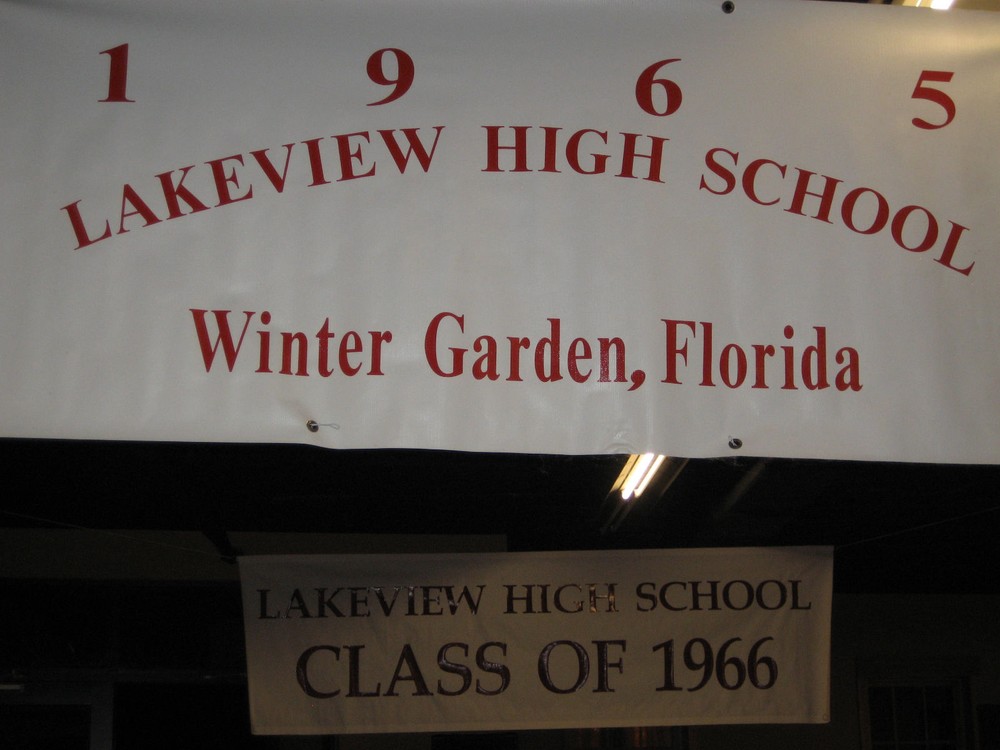 1 9 6 5
LAKEVIEW HIGH SCHOOL
Winter Garden, Florida
LAKEVIEW HIGH SCHOOL
CLASS OF 1966